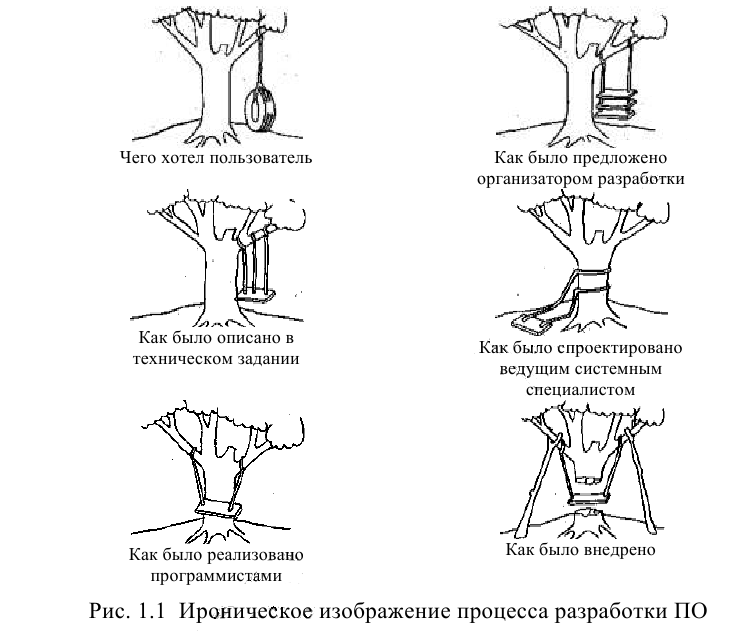 Чего хотел пользователь
Как было предложено
организатором разработки
Как было описано в
техническом задании
Как было спроектировано
ведущим системным
специалистом
Как было реализовано
программистами
Как было внедрено
Рис. 1.1 Ироническое изображение процесса разработки ПО